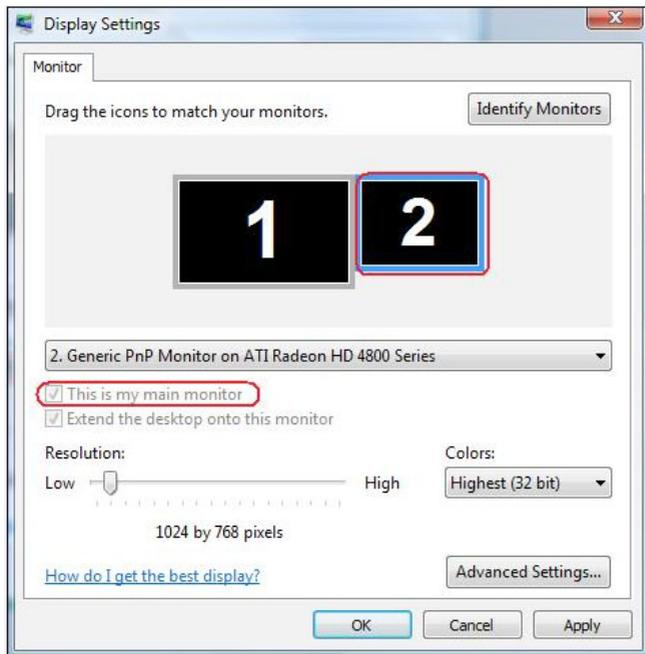 Display Settings
Monitor
Drag the icons to match your monitors.
Identify Monitors
1
2
2. Generic PnP Monitor on ATI Radeon HD 4800 Series
This is my main monitor
Extend the desktop onto this monitor
Resolution:
Colors:
Low
High
Highest (32 bit)
1024 by 768 pixels
How do I get the best display?
Advanced Settings...
OK
Cancel
Apply